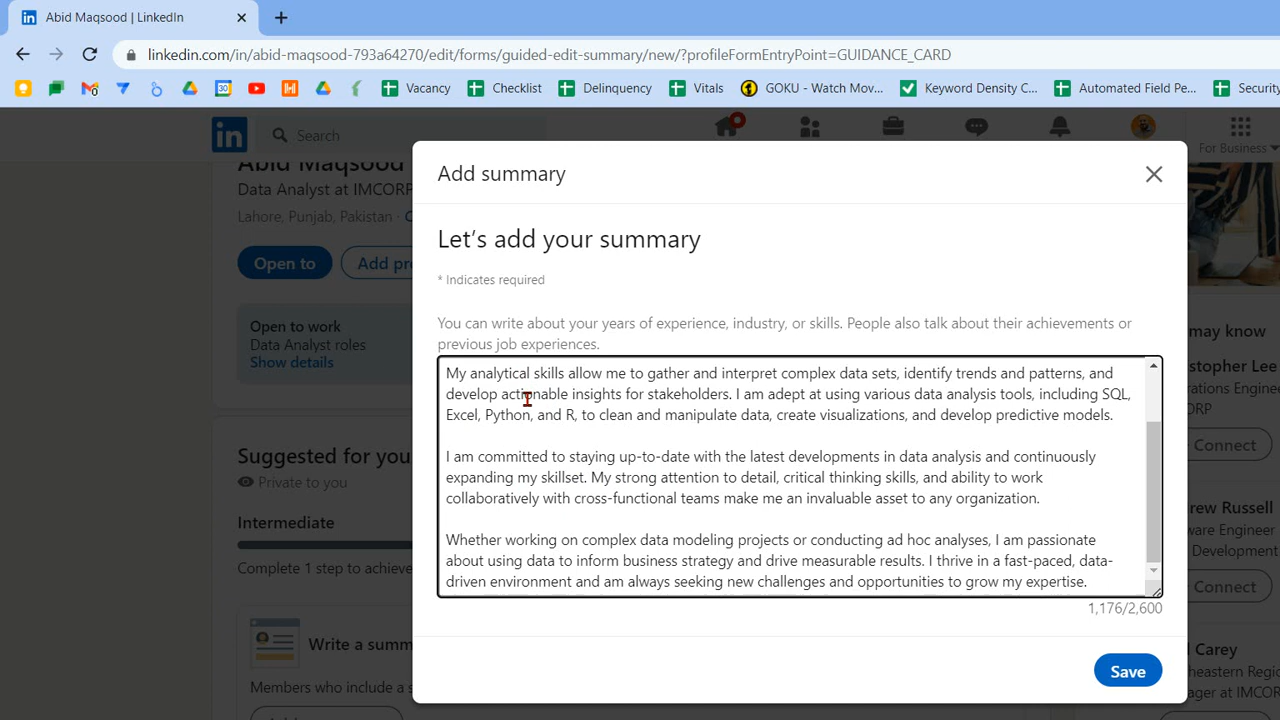 Abid Maqsood | LinkedIn
linkedin.com/in/abid-maqsood-793a64270/edit/forms/guided-edit-summary/new/?profileFormEntryPoint=GUIDANCE_CARD
Vacancy
Checklist
Delinquency
Vitals
GOKU - Watch Mov...
Keyword Density C...
Automated Field Pe...
Security
in
Search
For Business
Abid Maqsood
Data Analyst at IMCORP
Lahore, Punjab, Pakistan ·
Open to
Add pr
Open to work
Data Analyst roles
Show details
Suggested for you
Private to you
Intermediate
Complete 1 step to achieve
Write a summ
Members who include a s
Add summary
Let's add your summary
* Indicates required
You can write about your years of experience, industry, or skills. People also talk about their achievements or
previous job experiences.
My analytical skills allow me to gather and interpret complex data sets, identify trends and patterns, and
develop actionable insights for stakeholders. I am adept at using various data analysis tools, including SQL,
Excel, Python, and R, to clean and manipulate data, create visualizations, and develop predictive models.
I am committed to staying up-to-date with the latest developments in data analysis and continuously
expanding my skillset. My strong attention to detail, critical thinking skills, and ability to work
collaboratively with cross-functional teams make me an invaluable asset to any organization.
Whether working on complex data modeling projects or conducting ad hoc analyses, I am passionate
about using data to inform business strategy and drive measurable results. I thrive in a fast-paced, data-
driven environment and am always seeking new challenges and opportunities to grow my expertise.
1,176/2,600
Save
may know
topher Lee
rations Engineer
ORP
Connect
rew Russell
ware Engineer
Development
Connect
l Carey
heastern Regi
ager at IMCORP